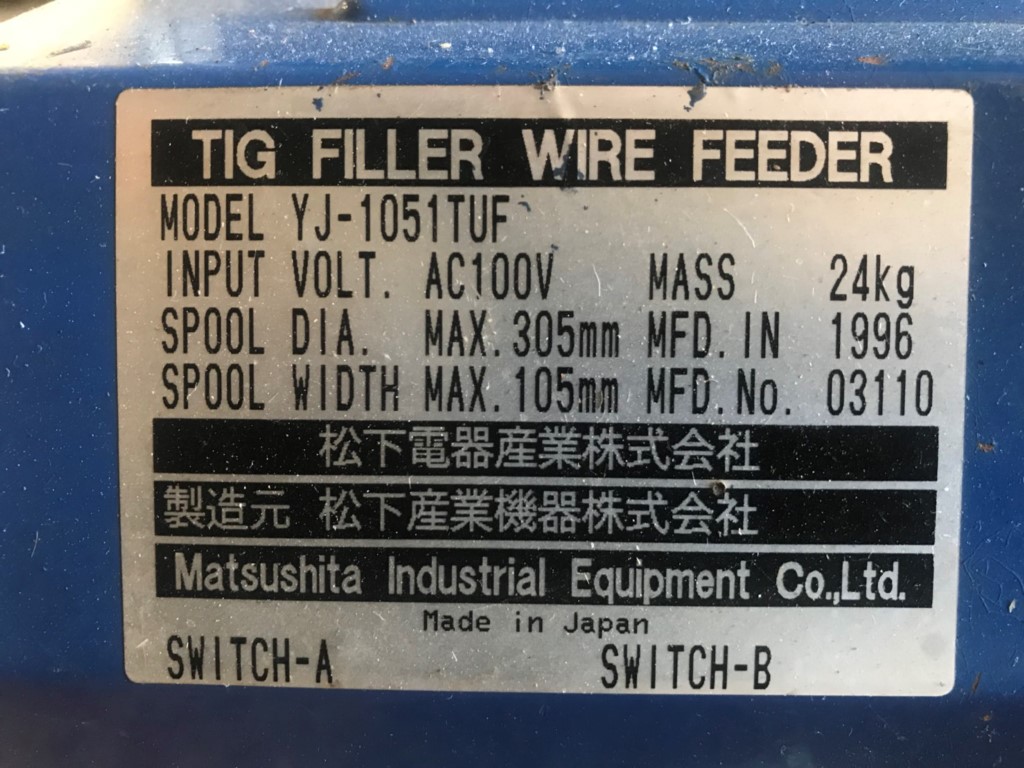 TIG FILLER WIRE FEEDER
MODEL YJ-1051TUF
INPUT VOLT. AC100V MASS 24kg
SPOOL DIA. MAX. 305mm MFD. IN 1996
SPOOL WIDTH MAX. 105mm MFD. No. 03110
松下電器産業株式会社
製造元 松下産業機器株式会社
Matsushita Industrial Equipment Co.,Ltd.
Made in Japan
SWITCH-A SWITCH-B